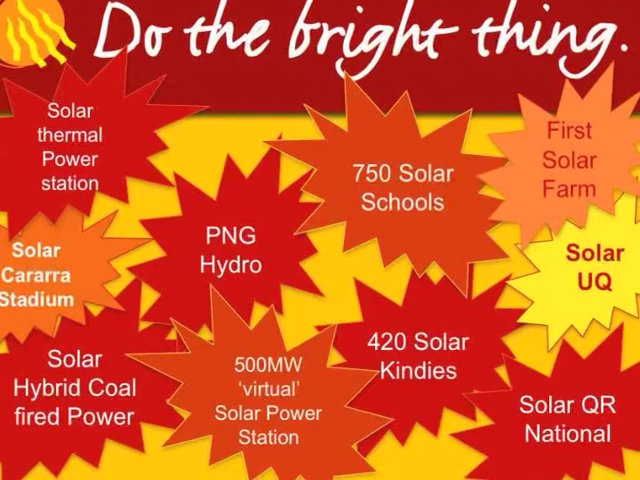 Do the bright thing.
Solar
thermal
Power
station
750 Solar
Schools
First
Solar
Farm
PNG
Hydro
Solar
Cararra
Stadium
Solar
UQ
Solar
Hybrid Coal
fired Power
500MW
‘virtual’
Solar Power
Station
420 Solar
Kindies
Solar QR
National